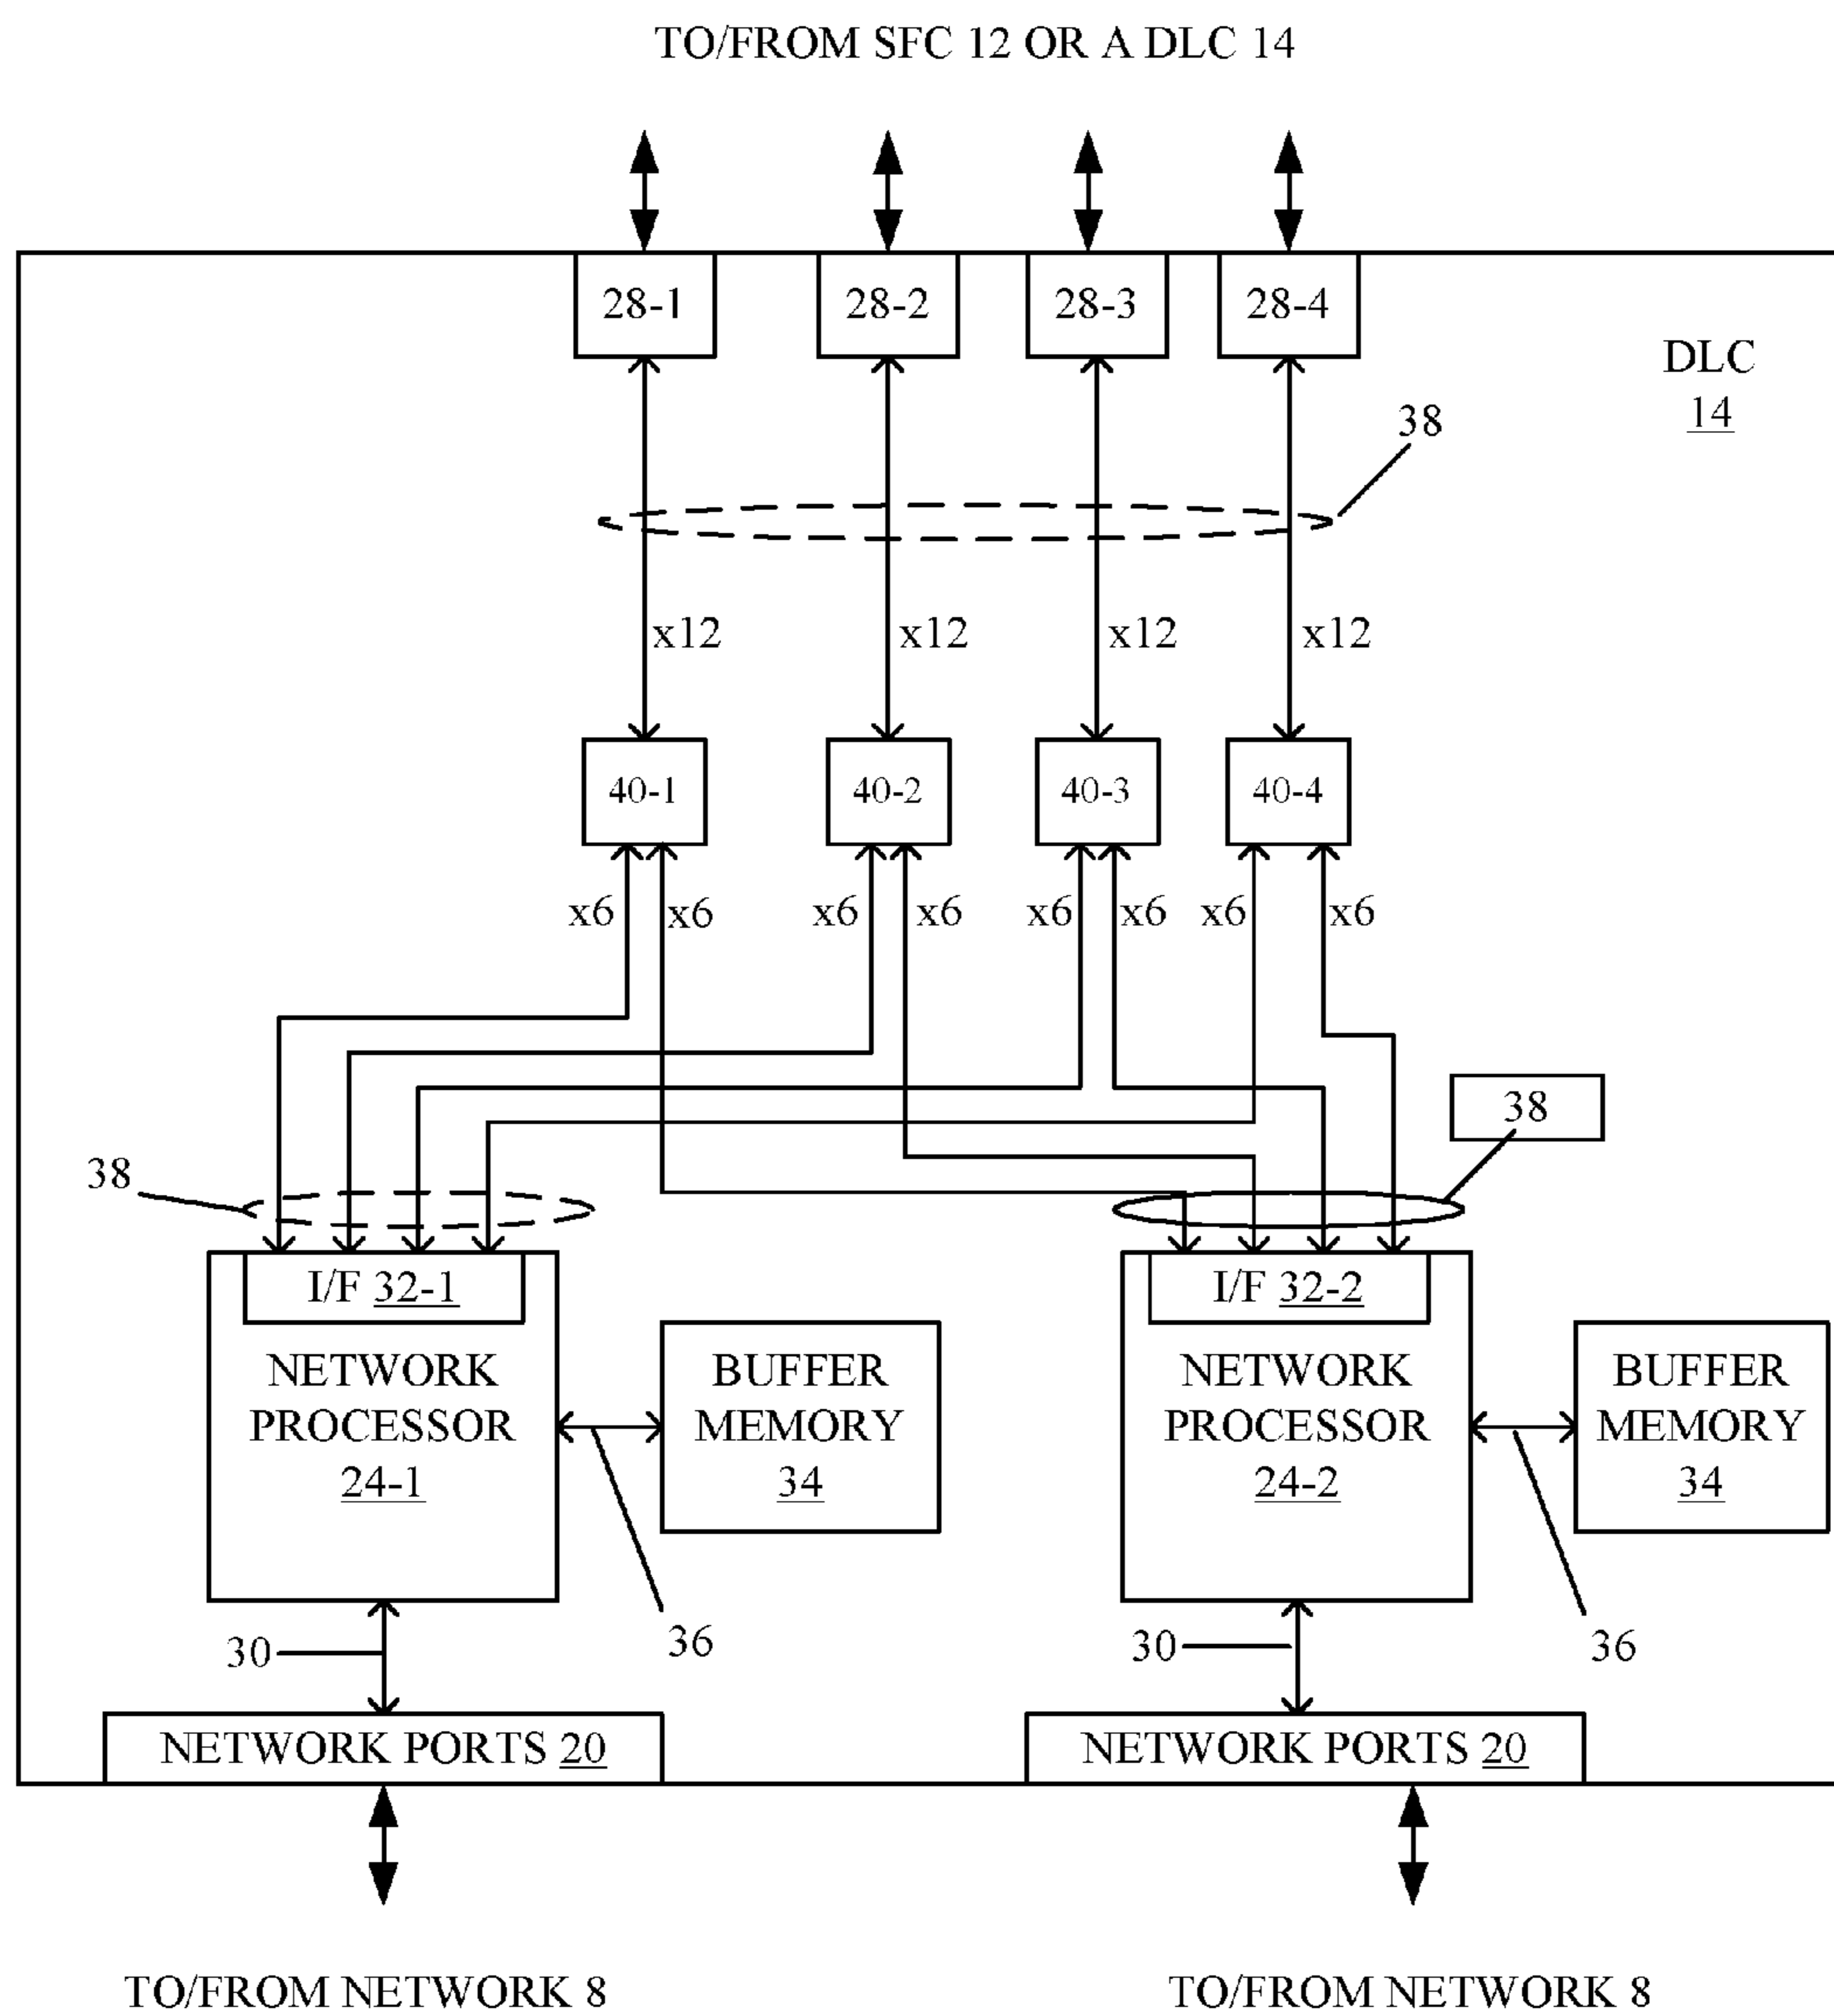 TO/FROM SFC 12 OR A DLC 14
28-1 28-2 28-3 28-4
DLC
14
38
x12 x12 x12 x12
40-1 40-2 40-3 40-4
x6 x6 x6 x6 x6 x6 x6 x6
38
38
I/F 32-1
NETWORK
PROCESSOR
24-1
BUFFER
MEMORY
34
I/F 32-2
NETWORK
PROCESSOR
24-2
BUFFER
MEMORY
34
30
36
30
36
NETWORK PORTS 20
NETWORK PORTS 20
TO/FROM NETWORK 8
TO/FROM NETWORK 8